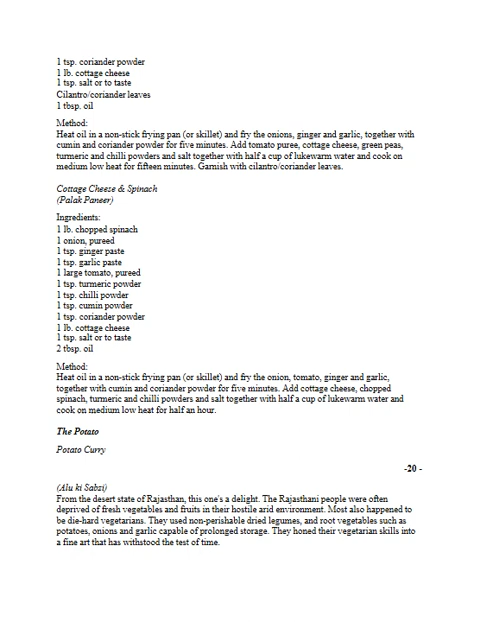 1 tsp. coriander powder
1 lb. cottage cheese
1 tsp. salt or to taste
Cilantro/coriander leaves
1 tbsp. oil
Method:
Heat oil in a non-stick frying pan (or skillet) and fry the onions, ginger and garlic, together with
cumin and coriander powder for five minutes. Add tomato puree, cottage cheese, green peas,
turmeric and chilli powders and salt together with half a cup of lukewarm water and cook on
medium low heat for fifteen minutes. Garnish with cilantro/coriander leaves.
Cottage Cheese & Spinach
(Palak Paneer)
Ingredients:
1 lb. chopped spinach
1 onion, pureed
1 tsp. ginger paste
1 tsp. garlic paste
1 large tomato, pureed
1 tsp. turmeric powder
1 tsp. chilli powder
1 tsp. cumin powder
1 tsp. coriander powder
1 lb. cottage cheese
1 tsp. salt or to taste
2 tbsp. oil
Method:
Heat oil in a non-stick frying pan (or skillet) and fry the onion, tomato, ginger and garlic,
together with cumin and coriander powder for five minutes. Add cottage cheese, chopped
spinach, turmeric and chilli powders and salt together with half a cup of lukewarm water and
cook on medium low heat for half an hour.
The Potato
Potato Curry
-20 -
(Alu ki Sabzi)
From the desert state of Rajasthan, this one's a delight. The Rajasthani people were often
deprived of fresh vegetables and fruits in their hostile arid environment. Most also happened to
be die-hard vegetarians. They used non-perishable dried legumes, and root vegetables such as
potatoes, onions and garlic capable of prolonged storage. They honed their vegetarian skills into
a fine art that has withstood the test of time.